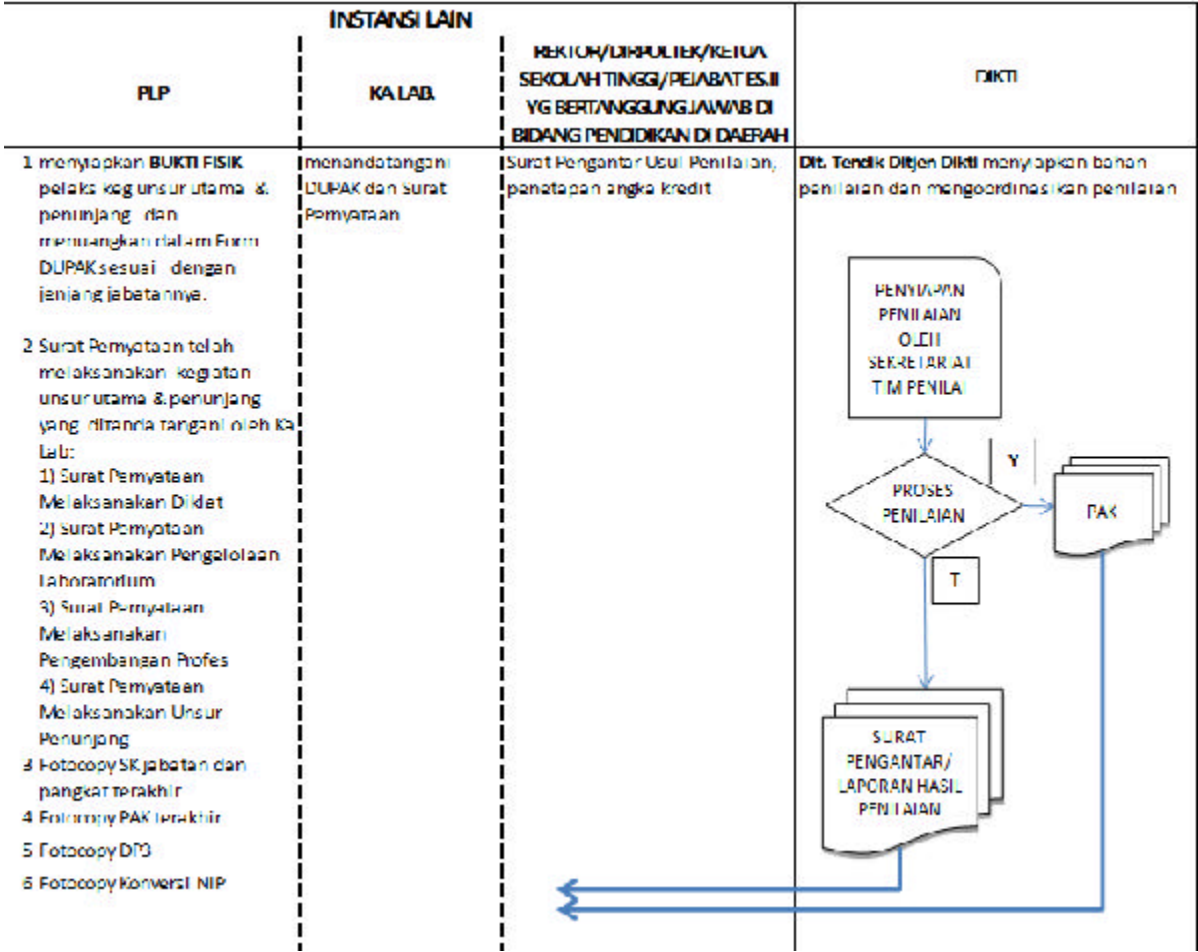 INSTANSI LAIN
PLP
KA LAB.
REKTOR/DIRPOLTEK/KETUA
SEKOLAH TINGGI/PEJABAT ES.II
YG BERTANGGUNG JAWAB DI
BIDANG PENDIDIKAN DI DAERAH
DIKTI
1 menyiapkan BUKTI FISIK
pelaks keg unsur utama &
penunjang dan
menuangkan dalam Form
DUPAK sesuai dengan
jenjang jabatannya.
2 Surat Pernyataan telah
melaksanakan kegiatan
unsur utama & penunjang
yang ditanda tangani oleh Ka
Lab:
1) Surat Pernyataan
Melaksanakan Diklat
2) Surat Pernyataan
Melaksanakan Pengelolaan
Laboratorium
3) Surat Pernyataan
Melaksanakan
Pengembangan Profes
4) Surat Pernyataan
Melaksanakan Unsur
Penunjang
3 Fotocopy SK jabatan dan
pangkat terakhir
4 Fotocopy PAK terakhir
5 Fotocopy DP3
6 Fotocopy Konversi NIP
menandatangani
DUPAK dan Surat
Pernyataan
Surat Pengantar Usul Penilaian,
penetapan angka kredit
Dit. Tendik Ditjen Dikti menyiapkan bahan
penilaian dan mengoordinasikan penilaian
PENYIAPAN
PENILAIAN
OLEH
SEKRETARIAT
TIM PENILAI
PROSES
PENILAIAN
Y
PAK
T
SURAT
PENGANTAR/
LAPORAN HASIL
PENILAIAN